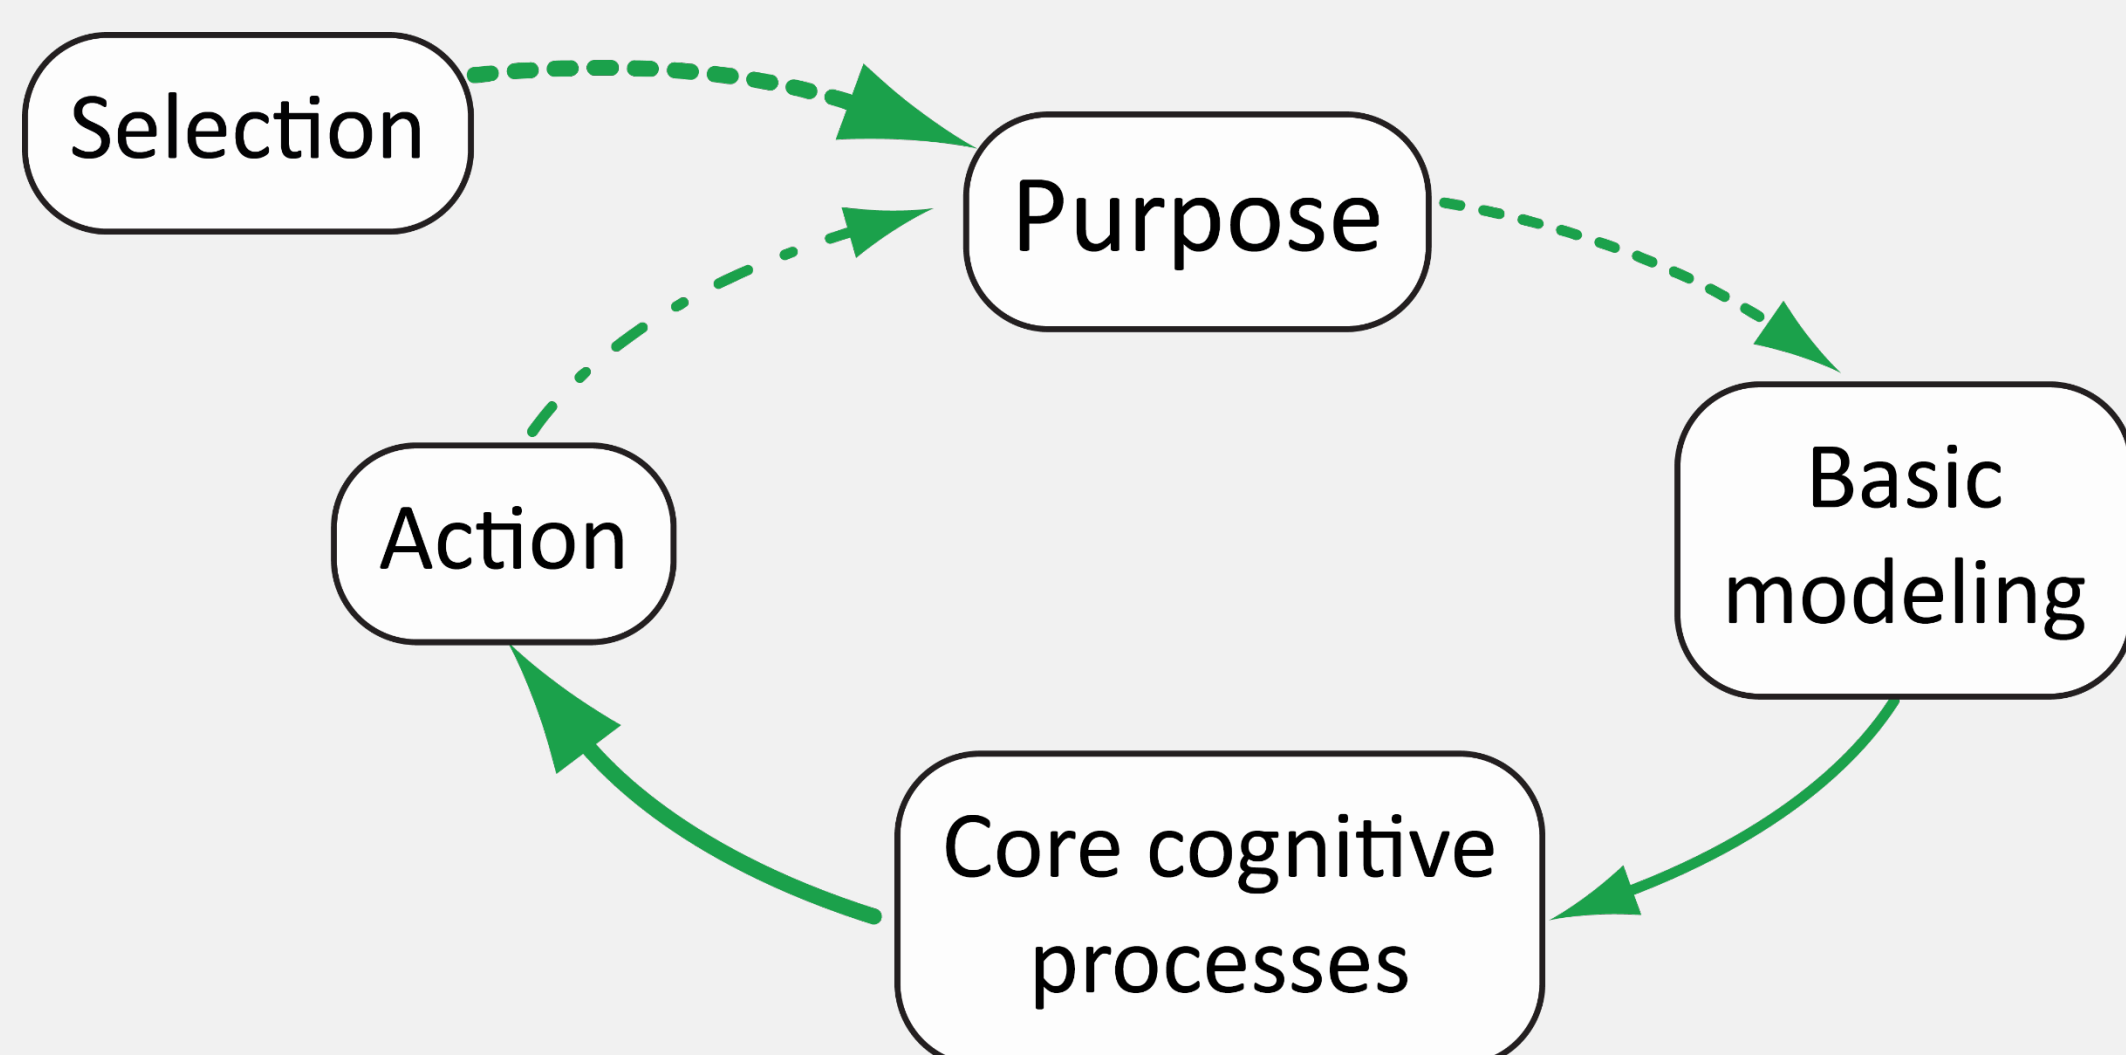 Selection
Purpose
Action
Basic
modeling
Core cognitive
processes